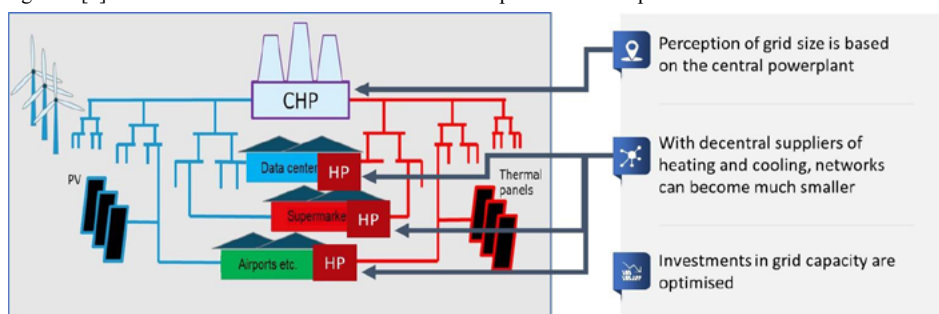 CHP
Data center
HP
PV
Thermal
panels
Supermarke
HP
Airports etc.
HP
Perception of grid size is based
on the central powerplant
With decentral suppliers of
heating and cooling, networks
can become much smaller
Investments in grid capacity are
optimised